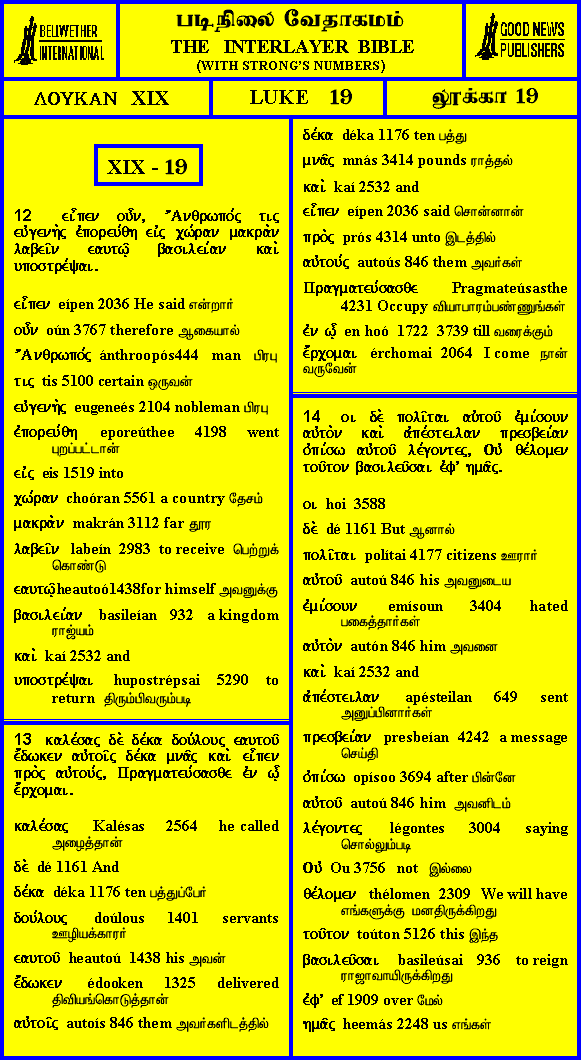 BELLWETHER
INTERNATIONAL
படிநிலை வேதாகமம்
THE INTERLAYER BIBLE
(WITH STRONG'S NUMBERS)
GOOD NEWS
PUBLISHERS
ΛΟΥΚΑΝ XIX
LUKE 19
லூக்கா 19
XIX - 19
12 εἶπεν οὖν, Ἄνθρωπός τις
εὐγενὴς ἐπορεύθη εἰς χώραν μακρὰν
λαβεῖν εαυτῷ βασιλείαν καὶ
υποστρέψαι.
εἶπεν eípen 2036 He said என்றார்
οὖν oún 3767 therefore ஆகையால்
Ἄνθρωπός ánthroopós444 man பிரபு
τις tis 5100 certain ஒருவன்
εὐγενὴς eugeneés 2104 nobleman பிரபு
ἐπορεύθη eporeúthee 4198 went
புறப்பட்டான்
εἰς eis 1519 into
χώραν choóran 5561 a country தேசம்
μακρὰν makrán 3112 far தூர
λαβεῖν labeín 2983 to receive பெற்றுக்
கொண்டு
εαυτῷ heautoó1438for himself அவனுக்கு
βασιλείαν basileían 932 a kingdom
ராஜ்யம்
καὶ kaí 2532 and
υποστρέψαι hupostrépsai 5290 to
return திரும்பிவரும்படி
13 καλέσας δὲ δέκα δούλους εαυτοῦ
ἔδωκεν αὐτοῖς δέκα μνᾶς καὶ εἶπεν
πρὸς αὐτούς, Πραγματεύσασθε ἐν ᾧ
ἔρχομαι.
καλέσας Kalésas 2564 he called
அழைத்தான்
δὲ dé 1161 And
δέκα déka 1176 ten பத்துப்பேர்
δούλους doúlous 1401 servants
ஊழியக்காரர்
εαυτοῦ heautoú 1438 his அவன்
ἔδωκεν édooken 1325 delivered
திவியங்கொடுத்தான்
αὐτοῖς autoís 846 them அவர்களிடத்தில்
δέκα déka 1176 ten பத்து
μνᾶς mnás 3414 pounds ராத்தல்
καὶ kaí 2532 and
εἶπεν eípen 2036 said சொன்னான்
πρὸς prós 4314 unto இடத்தில்
αὐτούς autoús 846 them அவர்கள்
Πραγματεύσασθε Pragmateúsasthe
4231 Occupy வியாபாரம்பண்ணுங்கள்
ἐν ᾧ en hoó 1722 3739 till வரைக்கும்
ἔρχομαι érchomai 2064 I come நான்
வருவேன்
14 οι δὲ πολῖται αὐτοῦ ἐμίσουν
αὐτὸν καὶ ἀπέστειλαν πρεσβείαν
ὀπίσω αὐτοῦ λέγοντες, Οὐ θέλομεν
τοῦτον βασιλεῦσαι ἐφ' ημᾶς.
οι hoi 3588
δὲ dé 1161 But ஆனால்
πολῖται polítai 4177 citizens ஊரார்
αὐτοῦ autoú 846 his அவனுடைய
ἐμίσουν emísoun 3404 hated
பகைத்தார்கள்
αὐτὸν autón 846 him அவனை
καὶ kaí 2532 and
ἀπέστειλαν apésteilan 649 sent
அனுப்பினார்கள்
πρεσβείαν presbeían 4242 a message
செய்தி
ὀπίσω opísoo 3694 after பின்னே
αὐτοῦ autoú 846 him அவனிடம்
λέγοντες légontes 3004 saying
சொல்லும்படி
Οὐ Ou 3756 not இல்லை
θέλομεν thélomen 2309 We will have
எங்களுக்கு மனதிருக்கிறது
τοῦτον toúton 5126 this இந்த
βασιλεῦσαι basileúsai 936 to reign
ராஜாவாயிருக்கிறது
ἐφ' ef 1909 over மேல்
ημᾶς heemás 2248 us எங்கள்